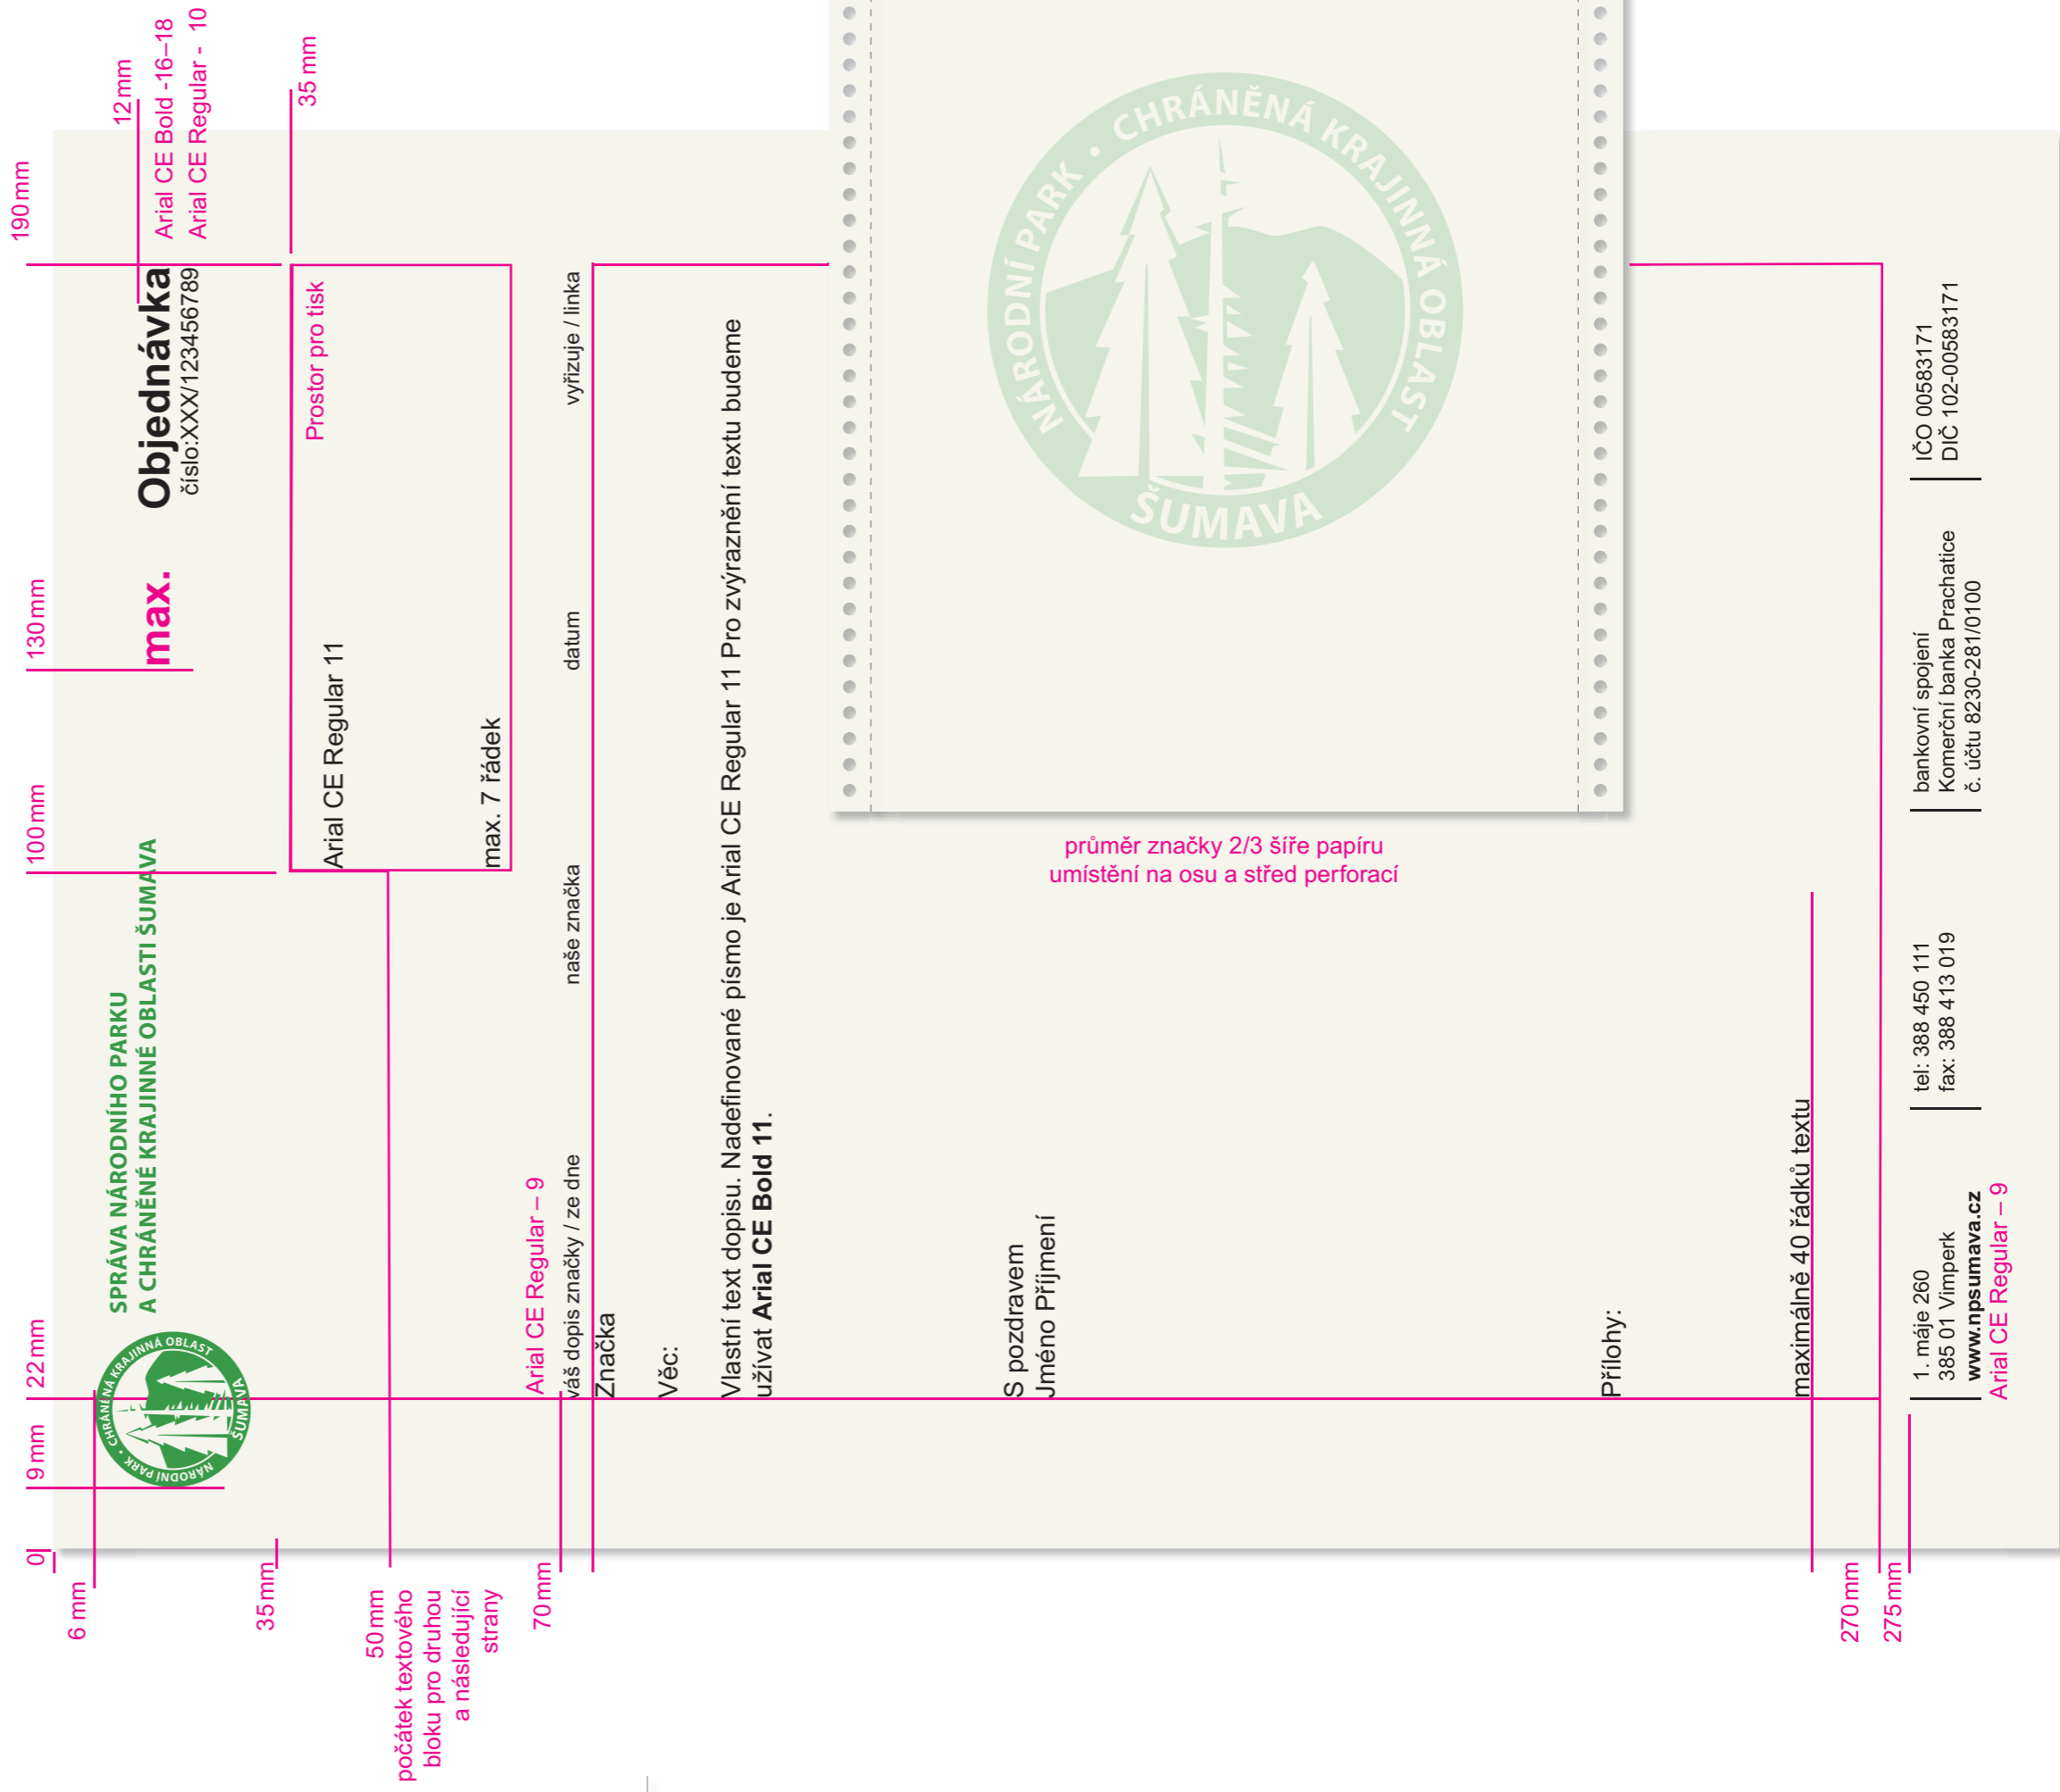 0
9 mm
22 mm
100 mm
130 mm
190 mm
6 mm
12 mm
35 mm
35 mm
50 mm
počátek textového
bloku pro druhou
a následující
strany
70 mm
270 mm
275 mm
NÁRODNÍ PARK • CHRÁNĚNÁ KRAJINNÁ OBLAST
ŠUMAVA
SPRÁVA NÁRODNÍHO PARKU
A CHRÁNĚNÉ KRAJINNÉ OBLASTI ŠUMAVA
max. Objednávka
číslo:XXX/123456789
Arial CE Bold -16–18
Arial CE Regular - 10
Prostor pro tisk
Arial CE Regular 11
max. 7 řádek
Arial CE Regular – 9
váš dopis značky / ze dne naše značka datum vyřizuje / linka
Značka
Věc:
Vlastní text dopisu. Nadefinované písmo je Arial CE Regular 11 Pro zvýraznění textu budeme
užívat Arial CE Bold 11.
S pozdravem
Jméno Příjmení
Přílohy:
maximálně 40 řádků textu
1. máje 260
385 01 Vimperk
www.npsumava.cz
Arial CE Regular – 9
tel: 388 450 111
fax: 388 413 019
bankovní spojení
Komerční banka Prachatice
č. účtu 8230-281/0100
IČO 00583171
DIČ 102-00583171
NÁRODNÍ PARK • CHRÁNĚNÁ KRAJINNÁ OBLAST
ŠUMAVA
průměr značky 2/3 šíře papíru
umístění na osu a střed perforací